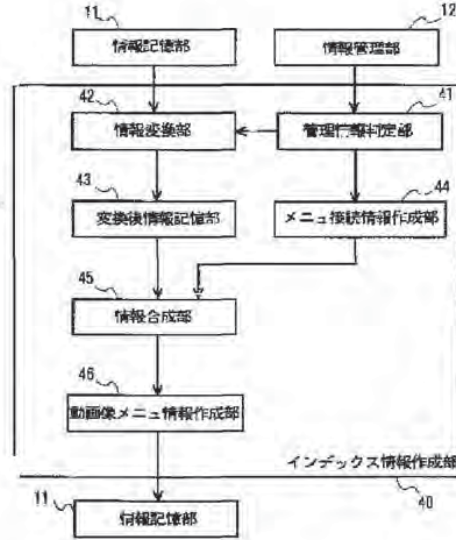 11
12
情報記憶部
情報管理部
42
41
情報変換部
管理情報判定部
43
44
変換後情報記憶部
メニュ接続情報作成部
45
情報合成部
46
動画像メニュ情報作成部
インデックス情報作成部
11
40
情報記憶部